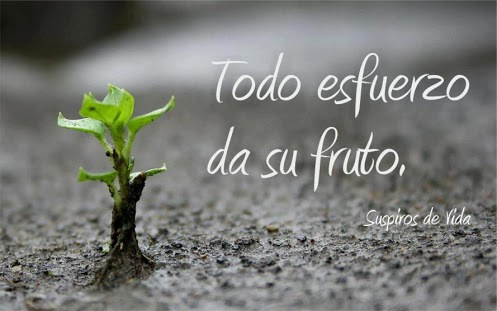 Todo esfuerzo
da su fruto.
Suspiros de Vida